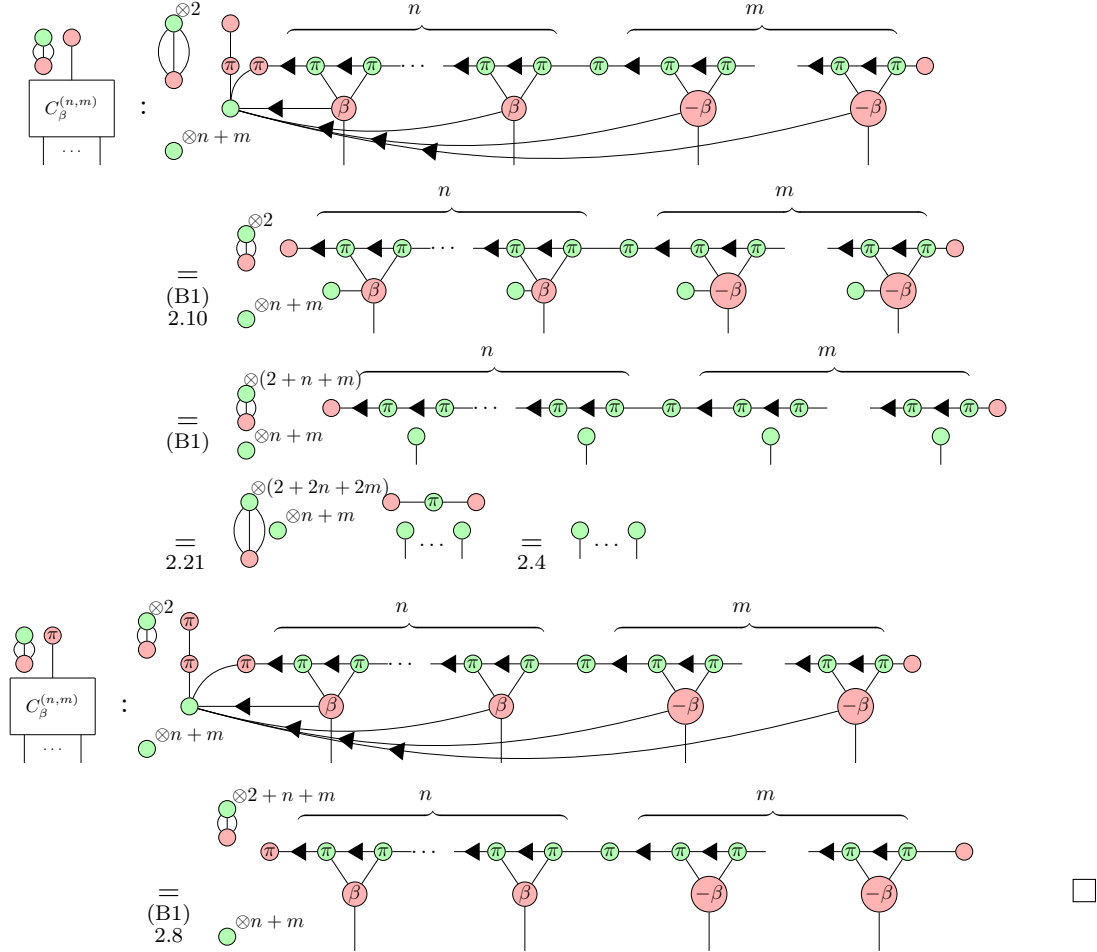 ⊗2 n m
π π π π ··· π π π π π π π
C_β^{(n,m)} : β β −β −β
··· ⊗n + m
n m
⊗2
π π ··· π π π π π π π
= β β −β −β
(B1) ⊗n + m
2.10
n m
⊗(2 + n + m)
π π ··· π π π π π π π
= ⊗n + m
(B1)
⊗(2 + 2n + 2m) π
⊗n + m
= ··· = ···
2.21 2.4
⊗2 π n m
π π π π π ··· π π π π π π π
C_β^{(n,m)} : β β −β −β
··· ⊗n + m
⊗2 + n + m n m
π π π ··· π π π π π π π
= β β −β −β □
(B1) ⊗n + m
2.8